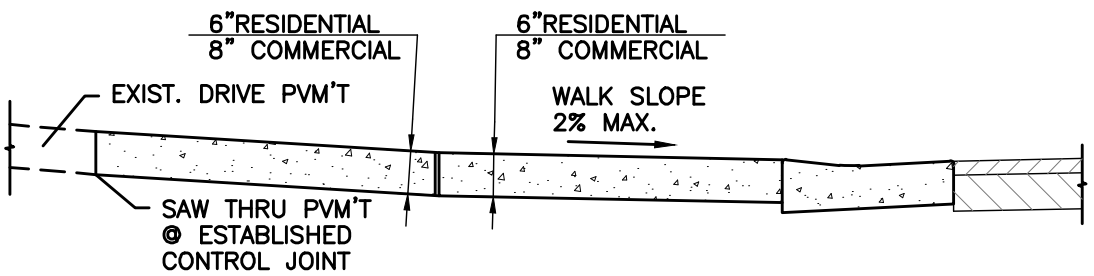 6"RESIDENTIAL
8" COMMERCIAL
6"RESIDENTIAL
8" COMMERCIAL
EXIST. DRIVE PVM'T
WALK SLOPE
2% MAX.
SAW THRU PVM'T
@ ESTABLISHED
CONTROL JOINT